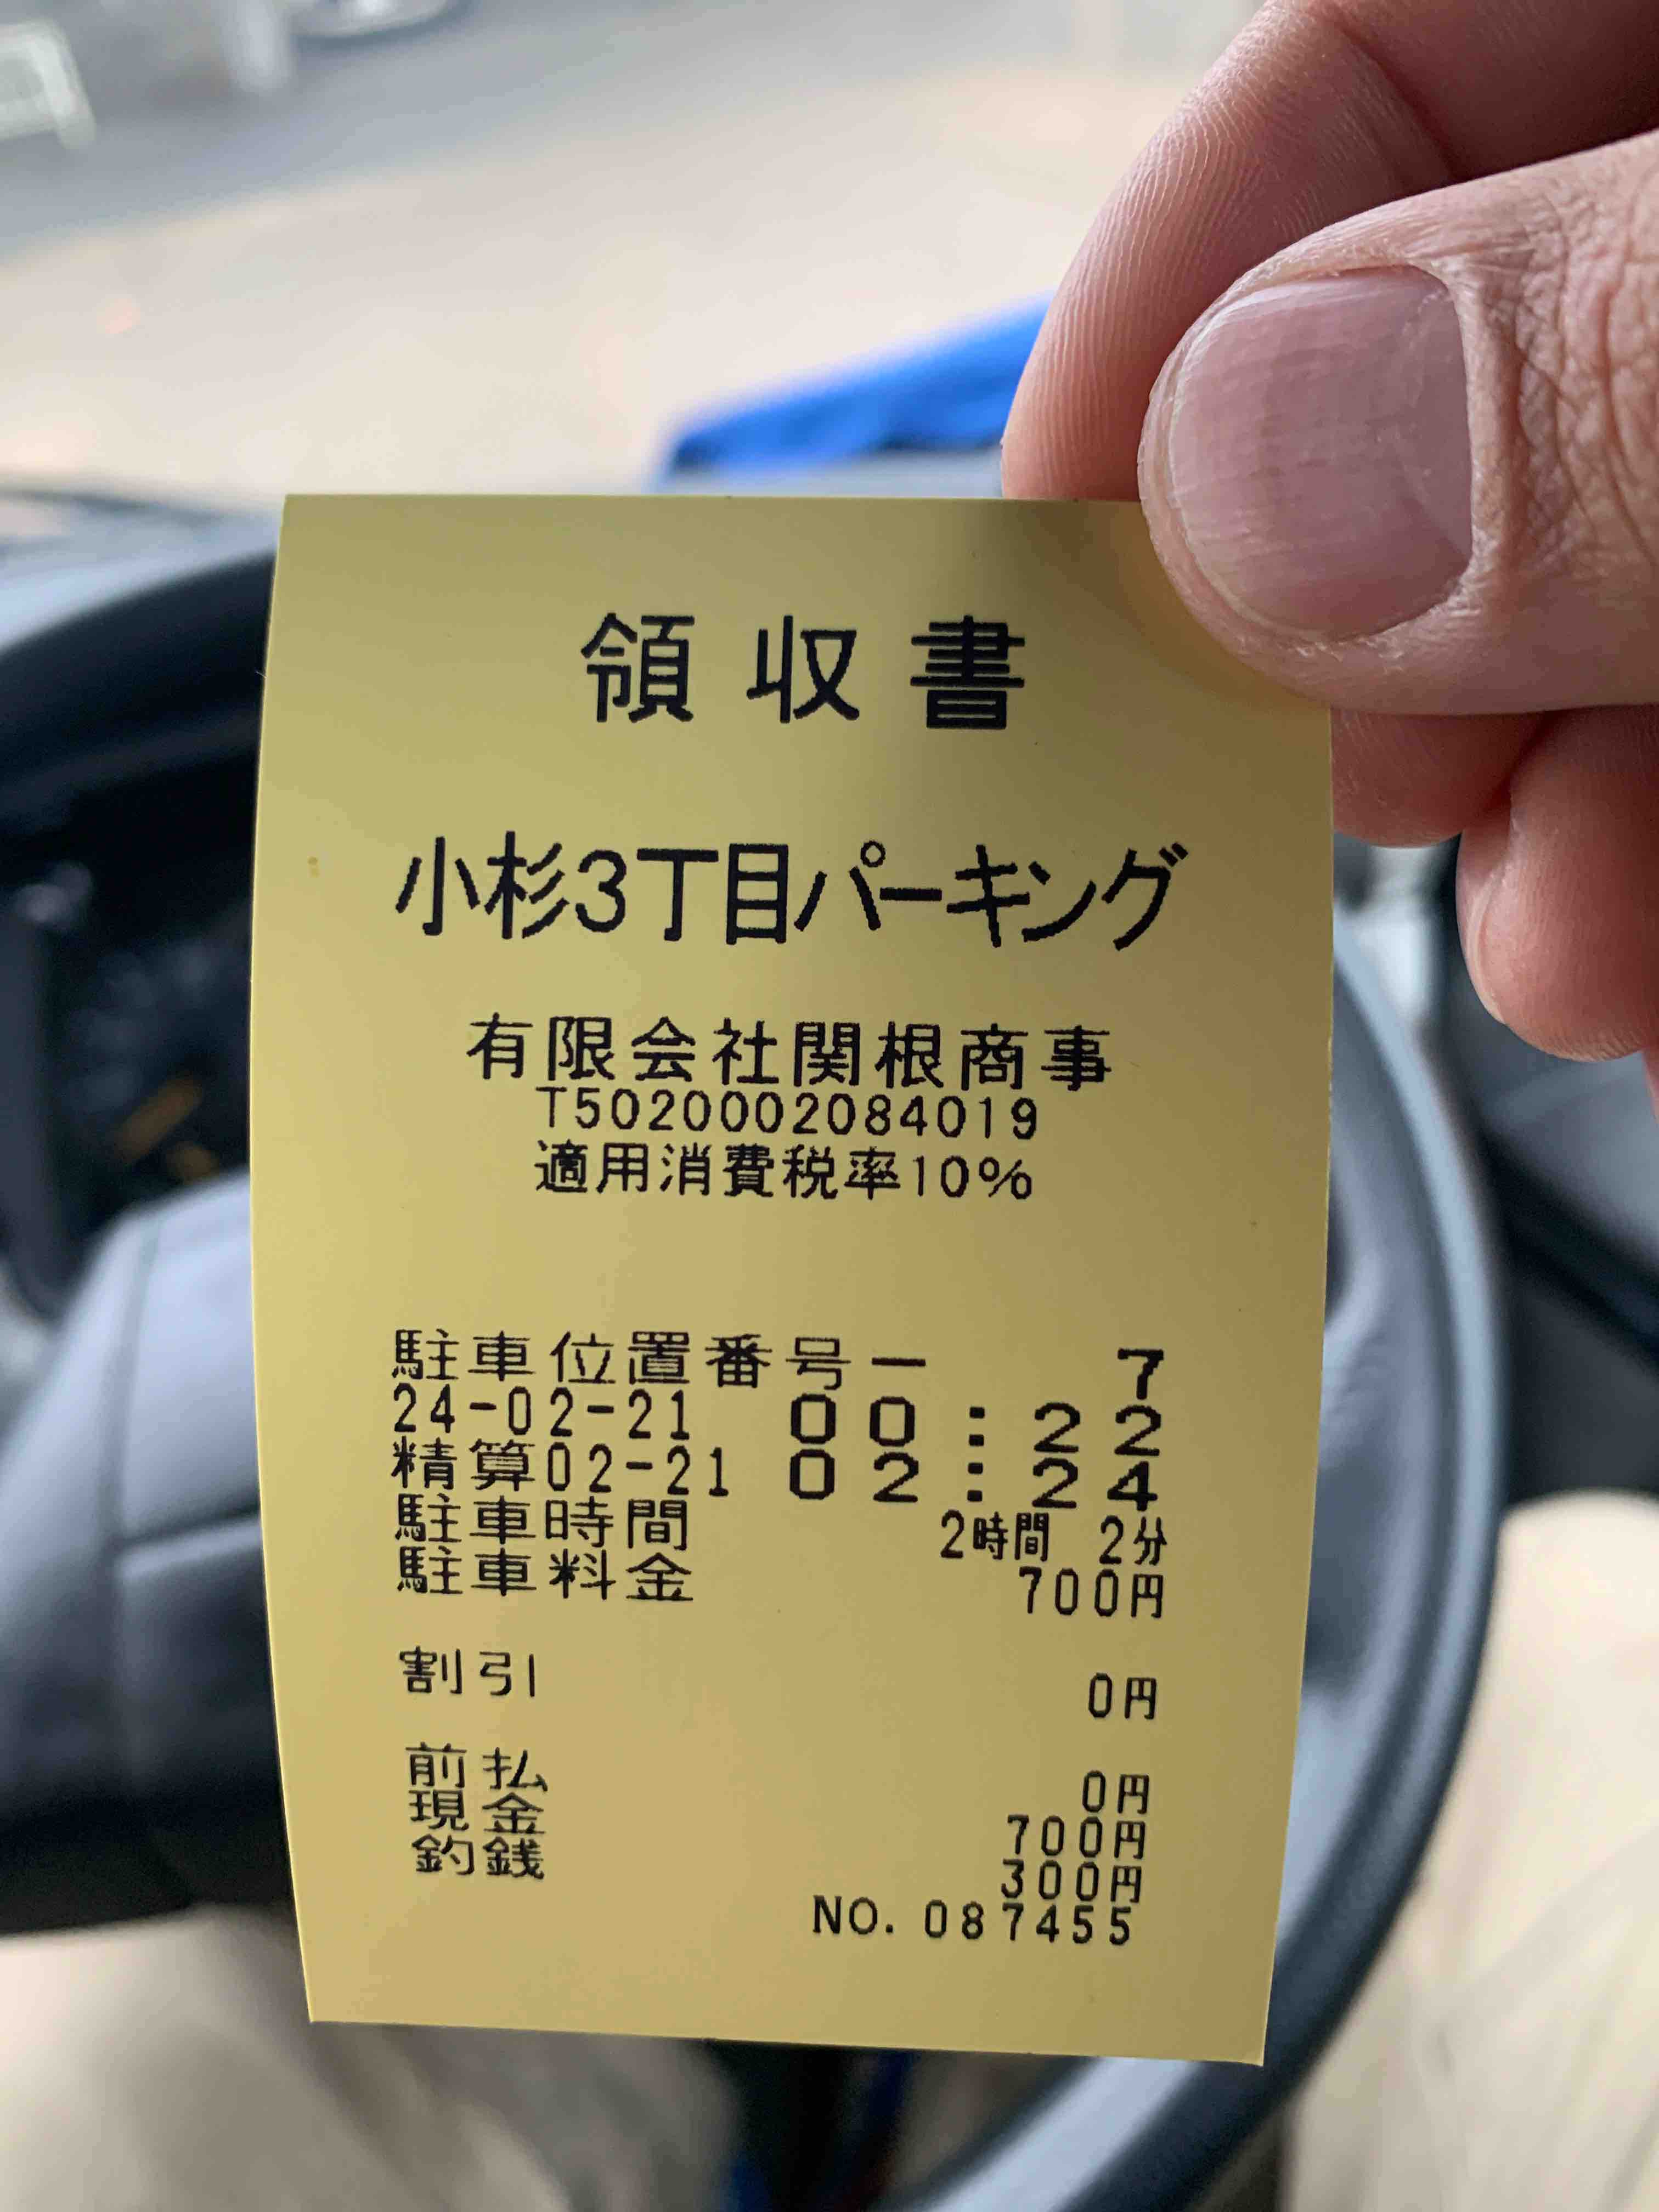 領収書
小杉3丁目パーキング
有限会社関根商事
T5020002084019
適用消費税率10%
駐車位置番号ー 7
24-02-21 00:22
精算02-21 02:24
駐車時間 2時間 2分
駐車料金 700円
割引 0円
前払 0円
現金 700円
釣銭 300円
NO.087455